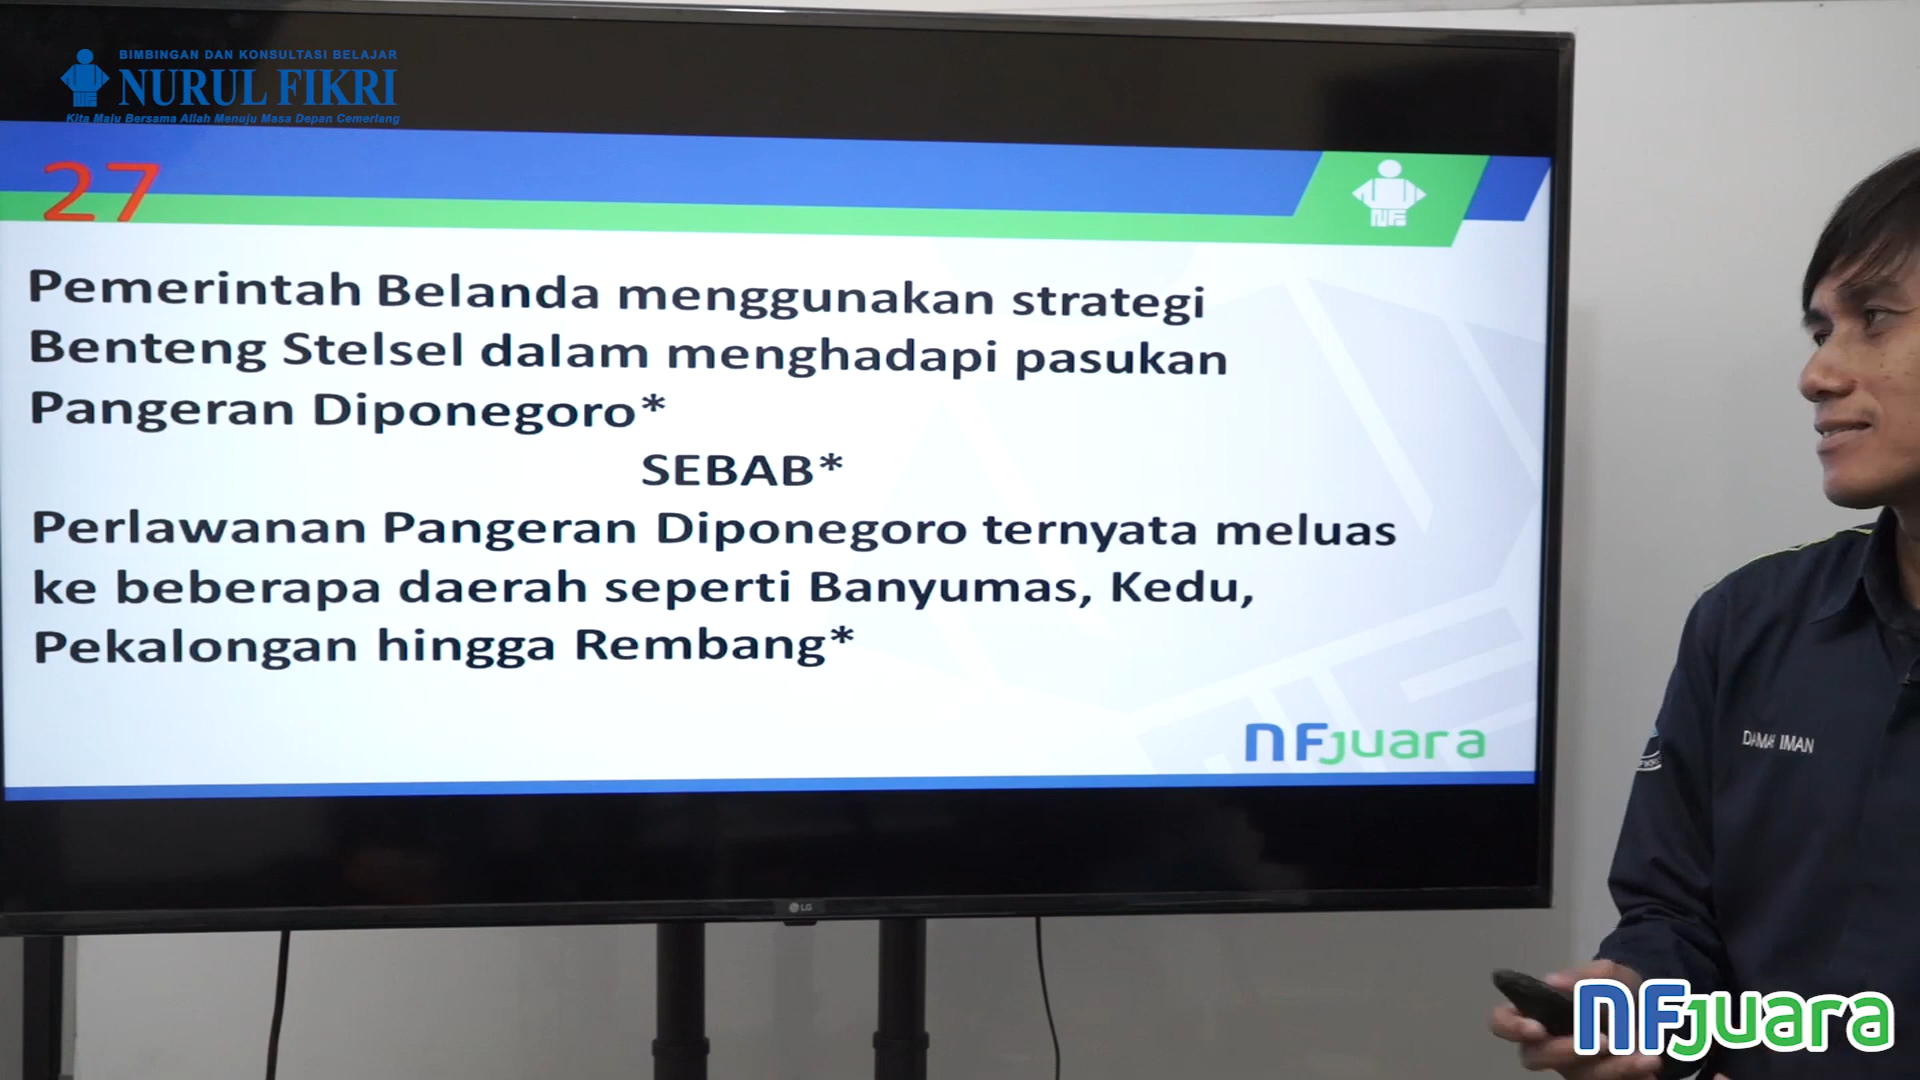 BIMBINGAN DAN KONSULTASI BELAJAR
NURUL FIKRI
Kita Maju Bersama Allah Menuju Masa Depan Cemerlang
27
NF
Pemerintah Belanda menggunakan strategi
Benteng Stelsel dalam menghadapi pasukan
Pangeran Diponegoro*
SEBAB*
Perlawanan Pangeran Diponegoro ternyata meluas
ke beberapa daerah seperti Banyumas, Kedu,
Pekalongan hingga Rembang*
NFjuara
LG
IMAN
NFjuara